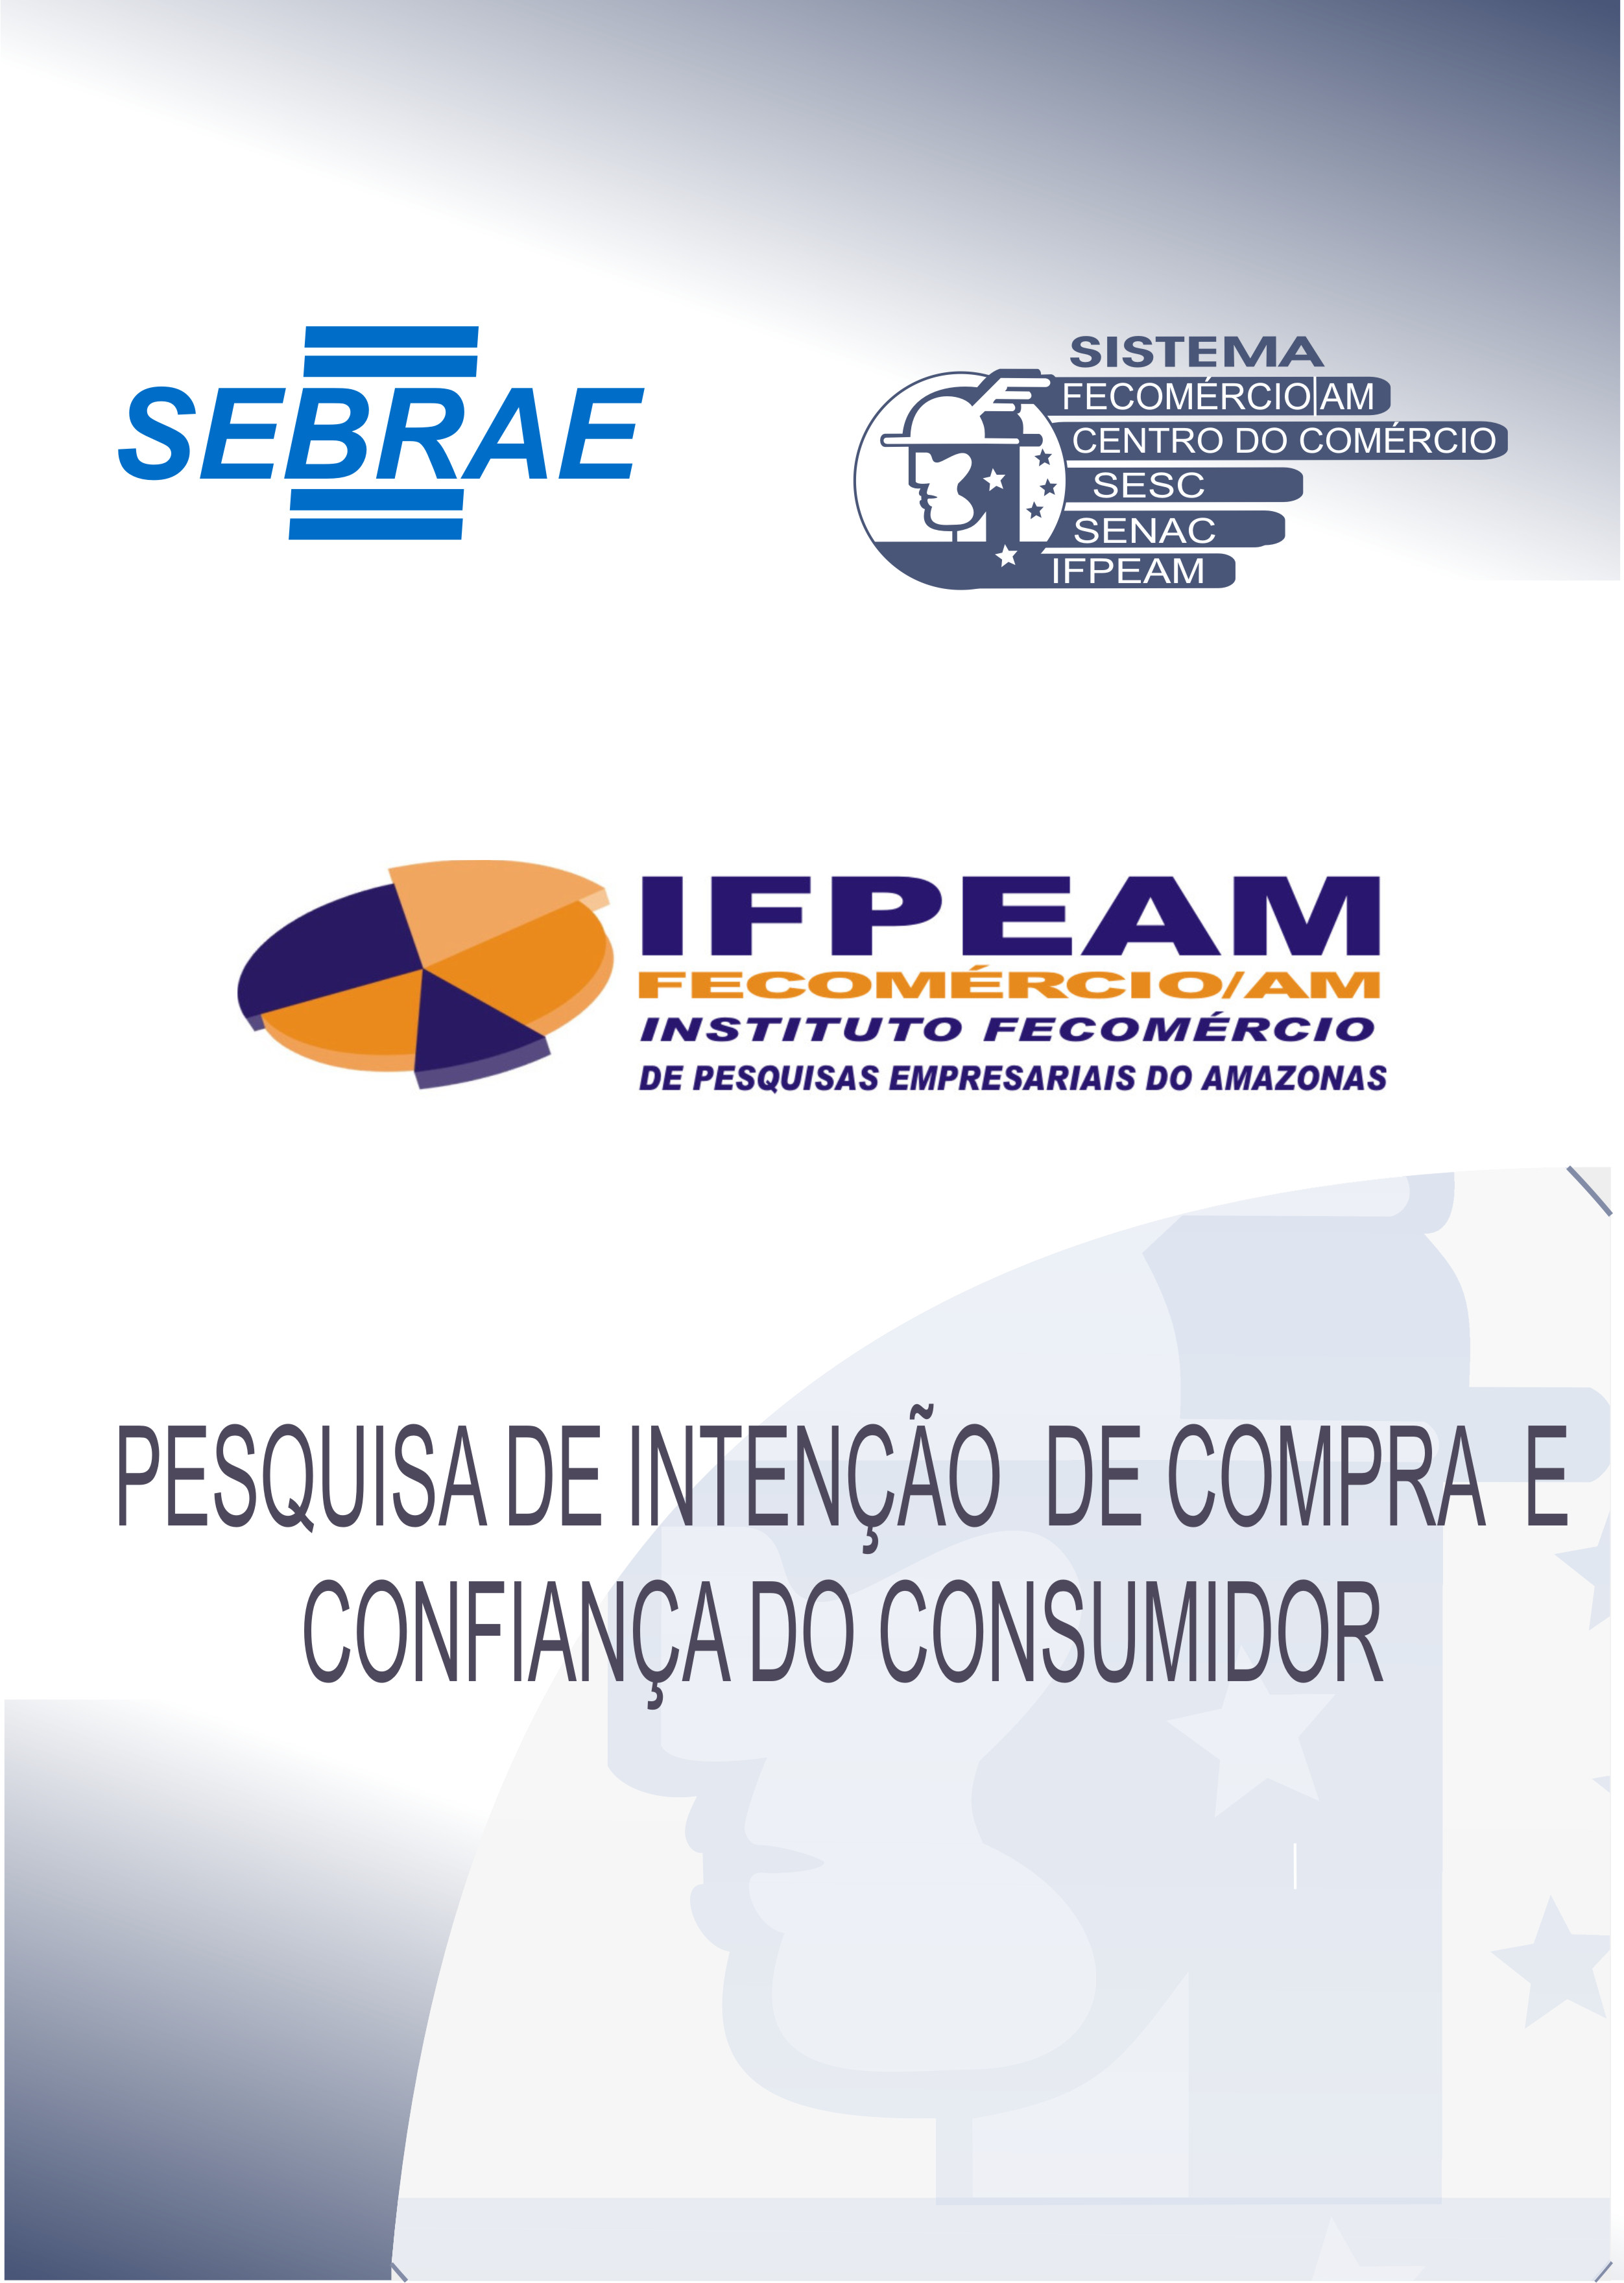 SEBRAE
SISTEMA
FECOMÉRCIO|AM
CENTRO DO COMÉRCIO
SESC
SENAC
IFPEAM
IFPEAM
FECOMÉRCIO/AM
INSTITUTO FECOMÉRCIO
DE PESQUISAS EMPRESARIAIS DO AMAZONAS
PESQUISA DE INTENÇÃO DE COMPRA E
CONFIANÇA DO CONSUMIDOR